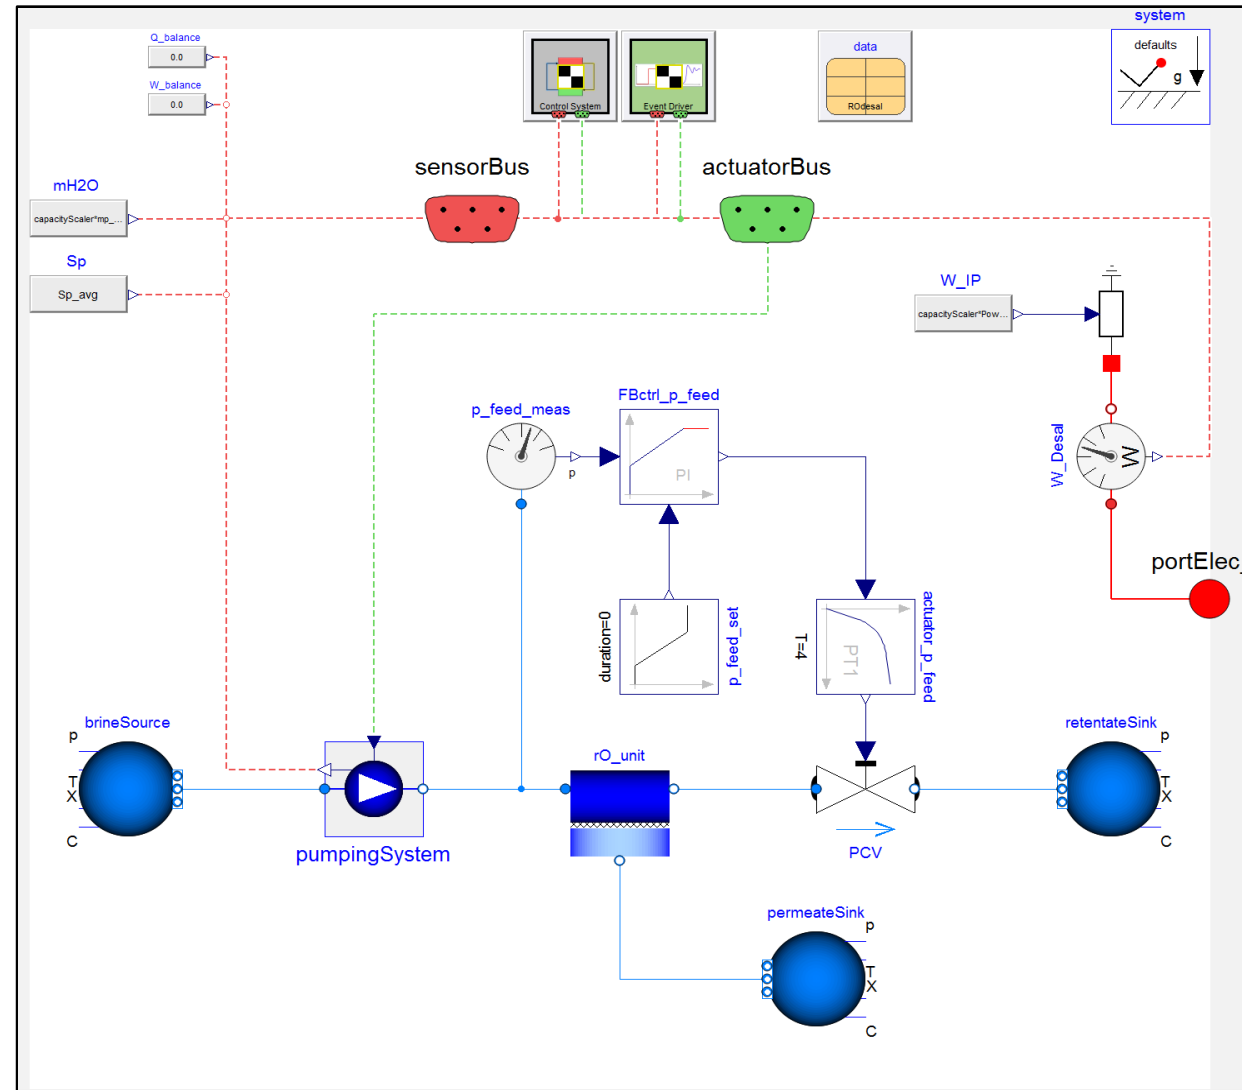 system
Q_balance
0.0
W_balance
0.0
Control System
Event Driver
data
ROdesal
defaults
g
sensorBus
actuatorBus
mH2O
capacityScaler*mp_...
Sp
Sp_avg
W_IP
capacityScaler*Pow...
p_feed_meas
p
FBctrl_p_feed
PI
W_Desal
W
portElec_
duration=0
p_feed_set
T=4
PT1
actuator_p_feed
brineSource
p
T
X
C
pumpingSystem
rO_unit
PCV
retentateSink
p
T
X
C
permeateSink
p
T
X
C